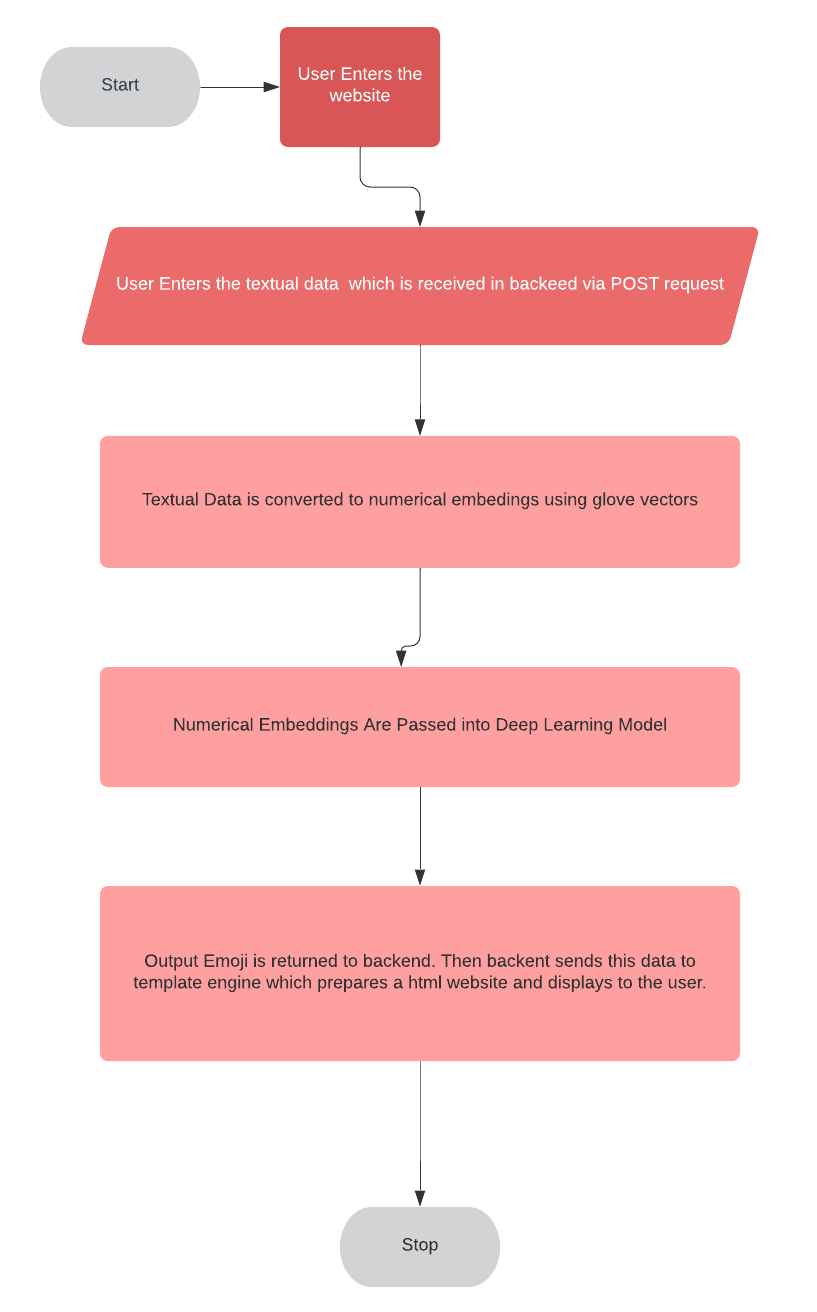 Start
User Enters the
website
User Enters the textual data  which is received in backeed via POST request
Textual Data is converted to numerical embedings using glove vectors
Numerical Embeddings Are Passed into Deep Learning Model
Output Emoji is returned to backend. Then backent sends this data to
template engine which prepares a html website and displays to the user.
Stop